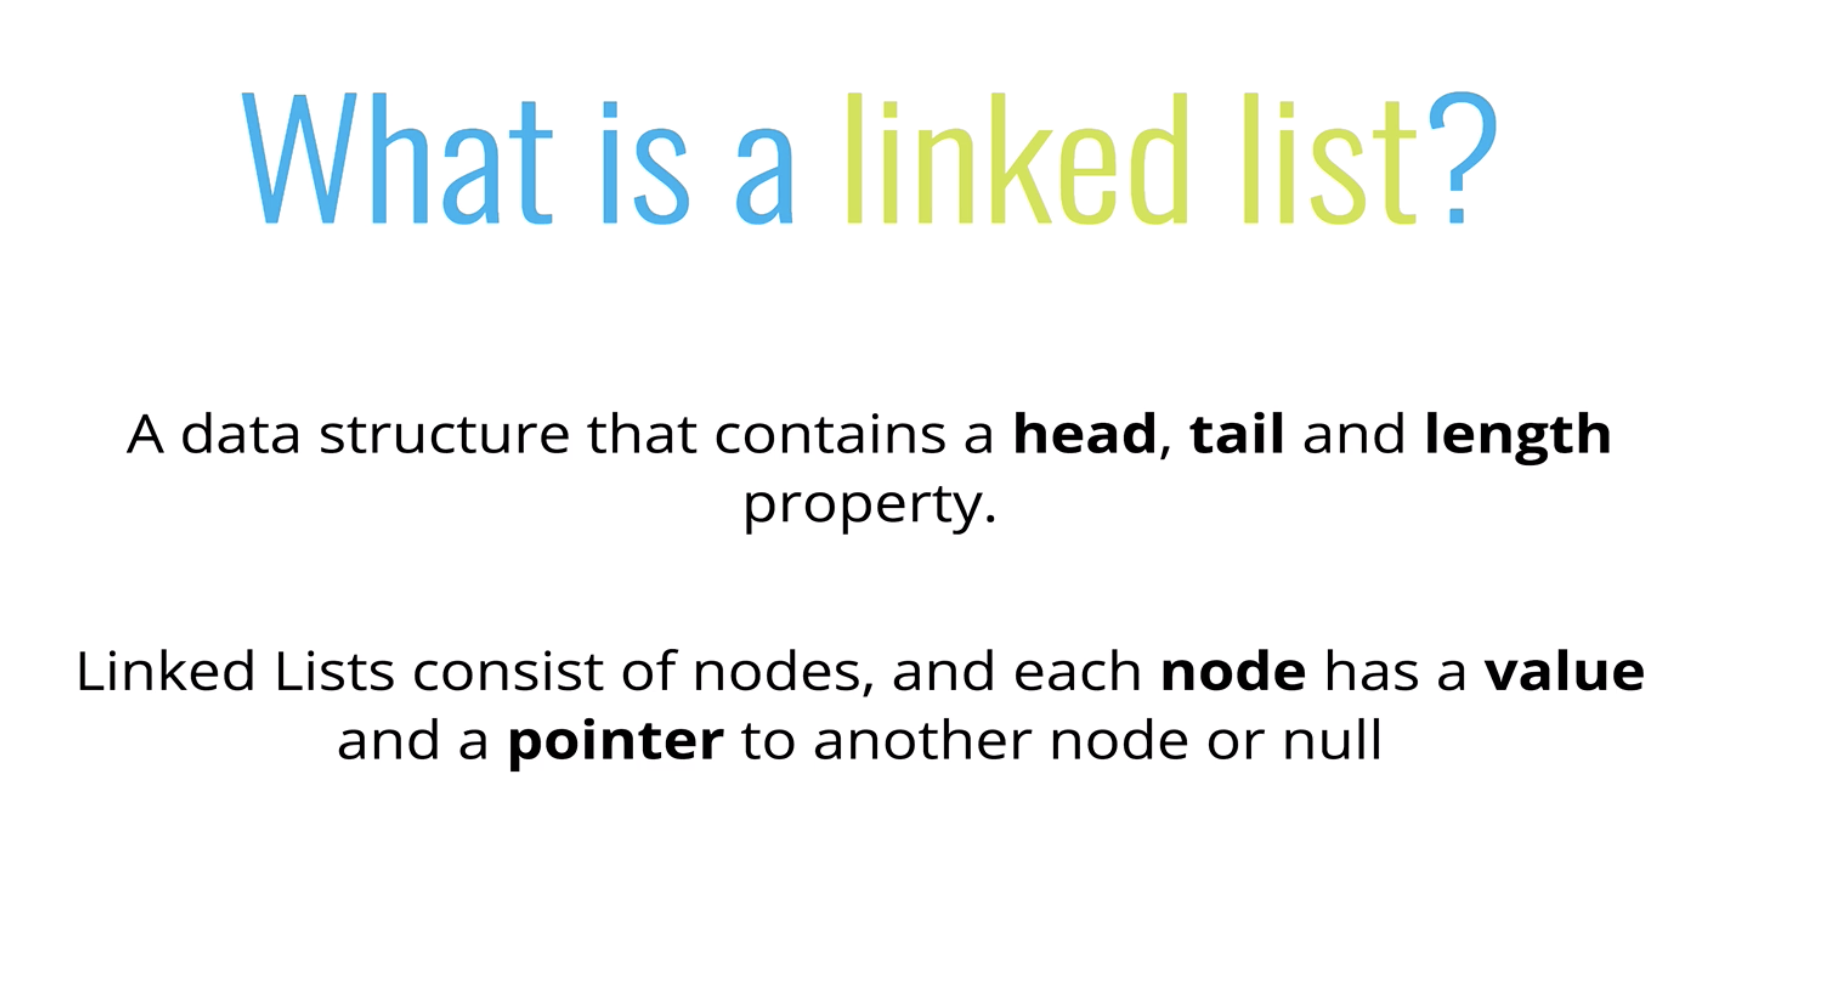 What is a linked list?
A data structure that contains a head, tail and length
property.
Linked Lists consist of nodes, and each node has a value
and a pointer to another node or null